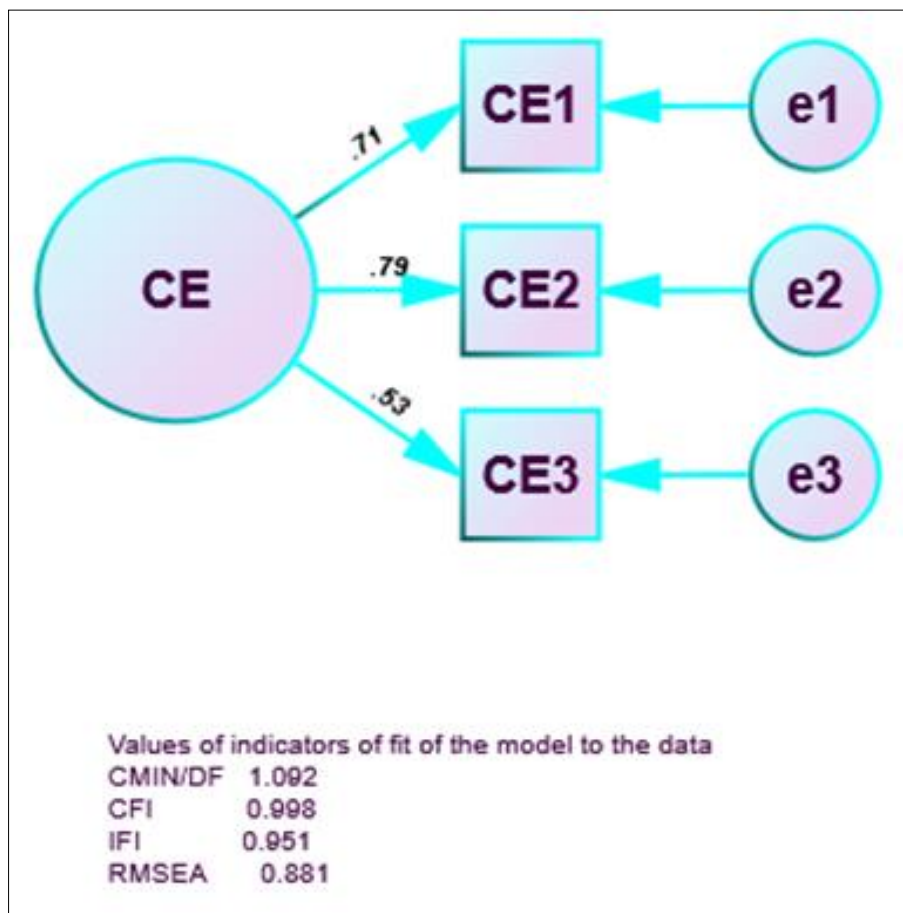 CE1
e1
.71
CE
.79
CE2
e2
.53
CE3
e3
Values of indicators of fit of the model to the data
CMIN/DF 1.092
CFI 0.998
IFI 0.951
RMSEA 0.881